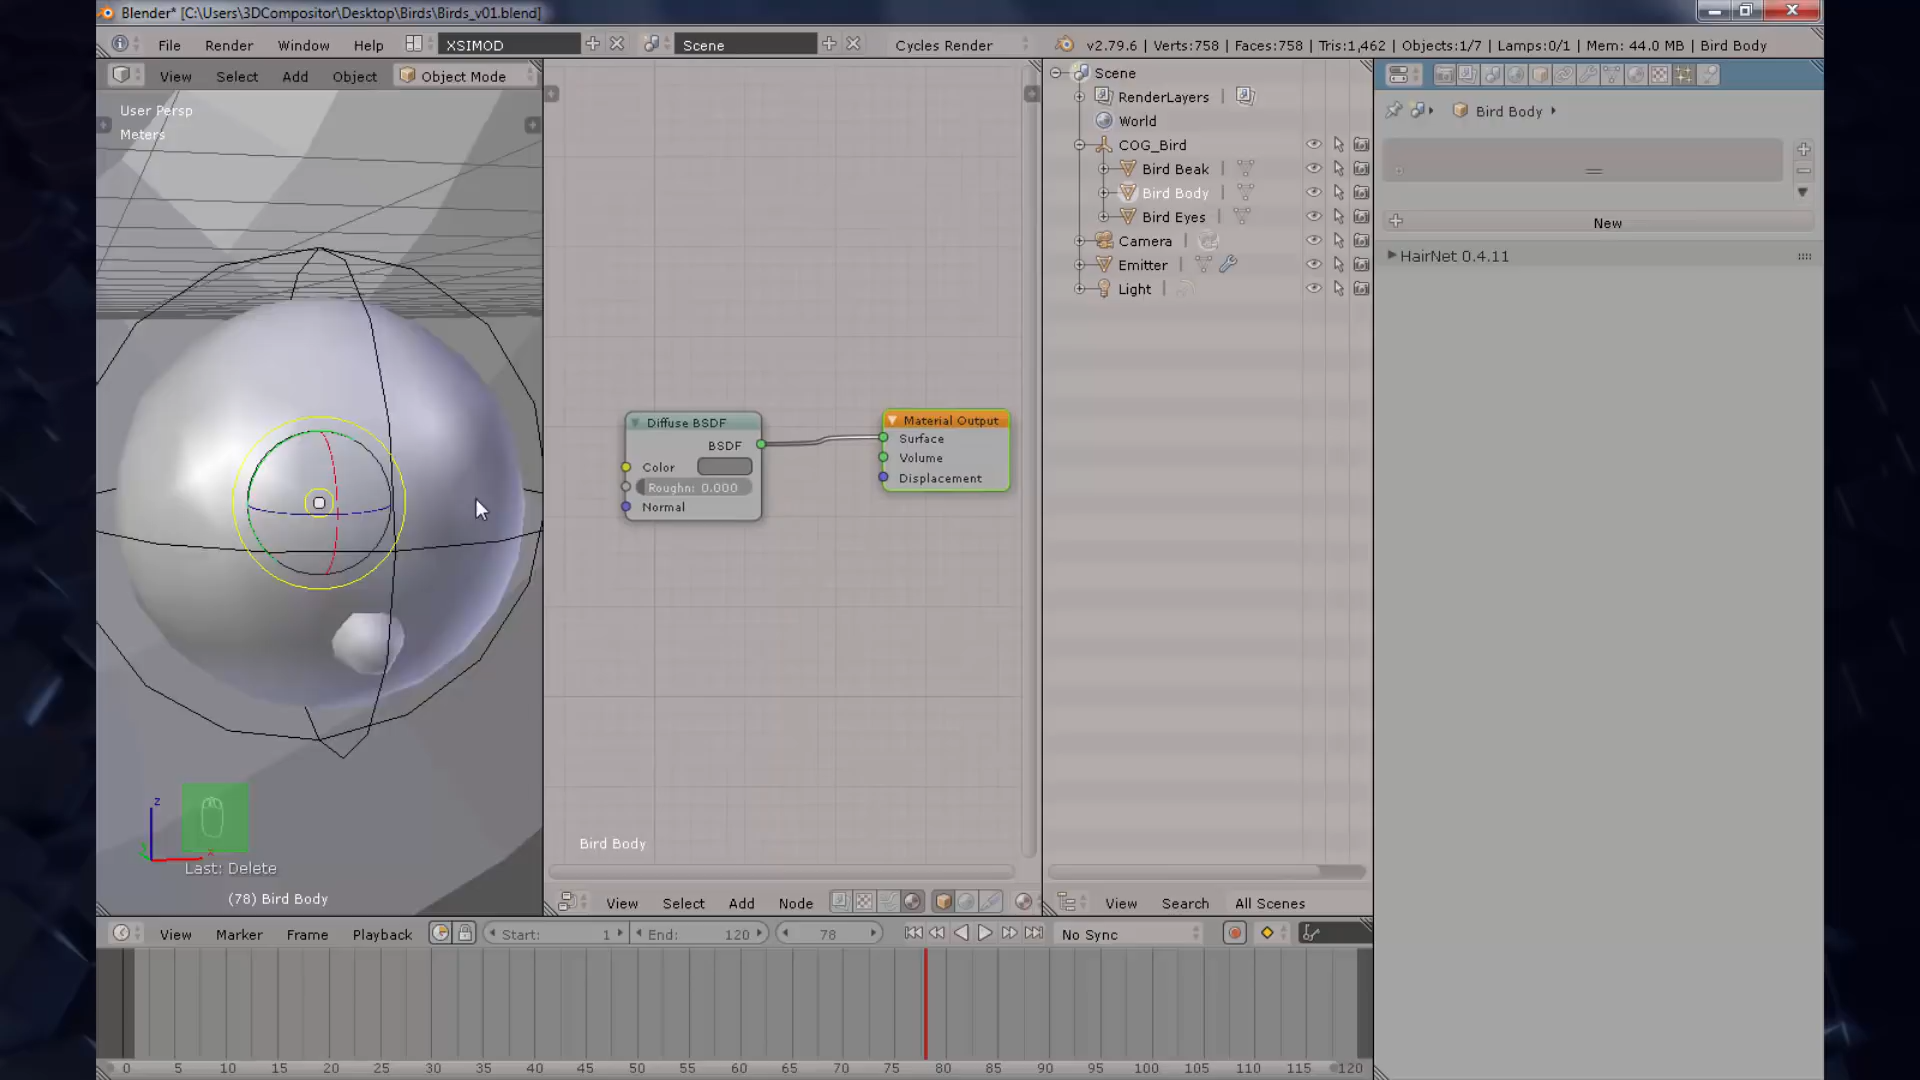 Blender* [C:\Users\3DCompositor\Desktop\Birds\Birds_v01.blend]
File Render Window Help XSIMOD Scene Cycles Render v2.79.6 | Verts:758 | Faces:758 | Tris:1,462 | Objects:1/7 | Lamps:0/1 | Mem: 44.0 MB | Bird Body
View Select Add Object Object Mode
User Persp
Meters
Last: Delete
(78) Bird Body
z
x
Diffuse BSDF
BSDF
Color
Roughn: 0.000
Normal
Material Output
Surface
Volume
Displacement
Bird Body
View Select Add Node
Scene
RenderLayers |
World
COG_Bird
Bird Beak |
Bird Body |
Bird Eyes |
Camera |
Emitter |
Light |
View Search All Scenes
Bird Body
New
HairNet 0.4.11
View Marker Frame Playback Start: 1 End: 120 78 No Sync
0 5 10 15 20 25 30 35 40 45 50 55 60 65 70 75 80 85 90 95 100 105 110 115 120